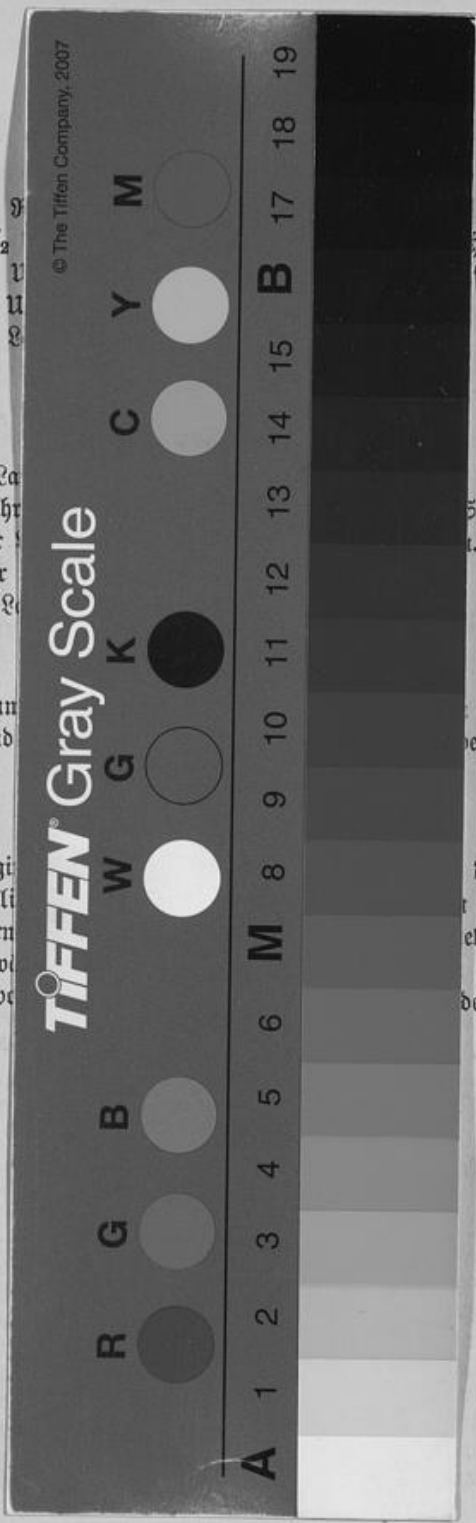 TIFFEN® Gray Scale
© The Tiffen Company, 2007
R G B W G K C Y M
A 1 2 3 4 5 6 M 8 9 10 11 12 13 14 15 B 17 18 19